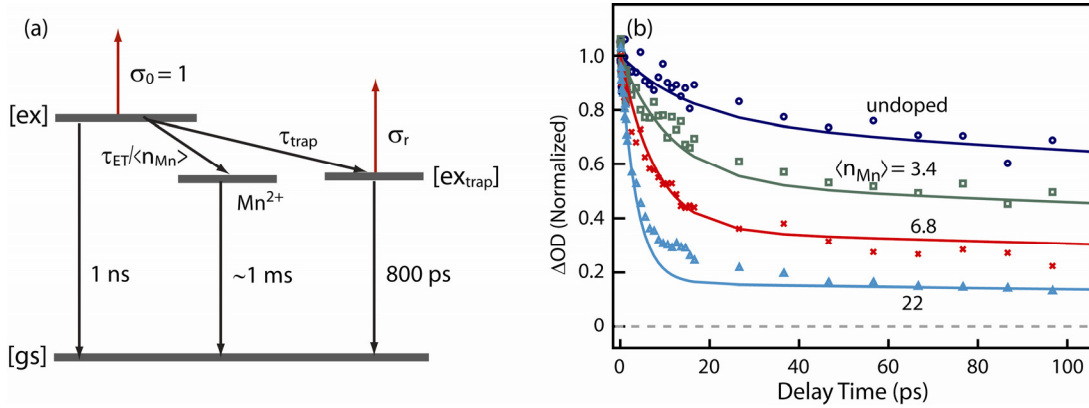 (a)
σ0 = 1
[ex]
τtrap
σr
τET/⟨nMn⟩
[extrap]
Mn2+
1 ns
~1 ms
800 ps
[gs]
(b)
1.0
0.8
0.6
0.4
0.2
0
ΔOD (Normalized)
undoped
⟨nMn⟩ = 3.4
6.8
22
0
20
40
60
80
100
Delay Time (ps)